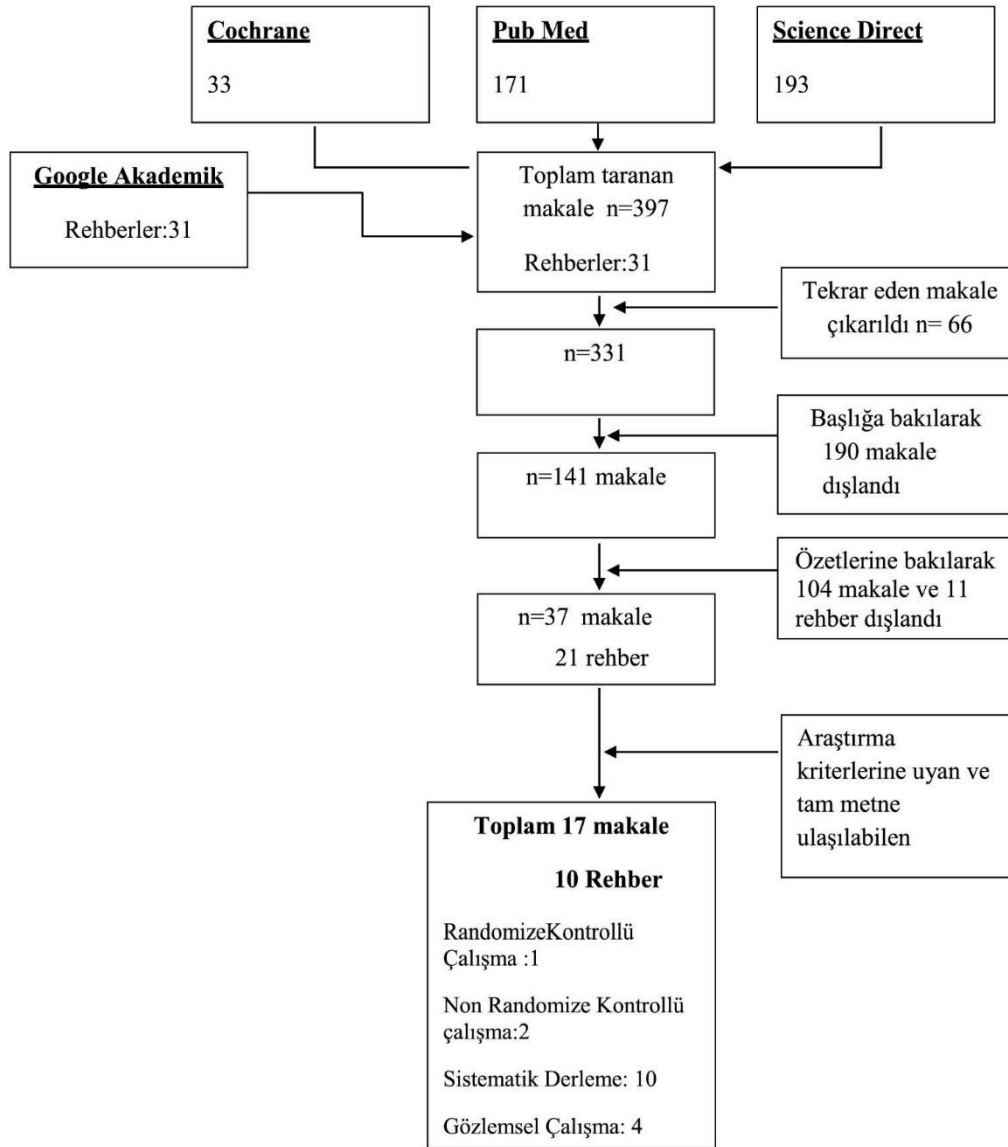 Cochrane
33
Pub Med
171
Science Direct
193
Google Akademik
Rehberler:31
Toplam taranan
makale n=397
Rehberler:31
Tekrar eden makale
çıkarıldı n= 66
n=331
Başlığa bakılarak
190 makale
dışlandı
n=141 makale
Özetlerine bakılarak
104 makale ve 11
rehber dışlandı
n=37 makale
21 rehber
Araştırma
kriterlerine uyan ve
tam metne
ulaşılabilen
Toplam 17 makale
10 Rehber
RandomizeKontrollü
Çalışma :1
Non Randomize Kontrollü
çalışma:2
Sistematik Derleme: 10
Gözlemsel Çalışma: 4